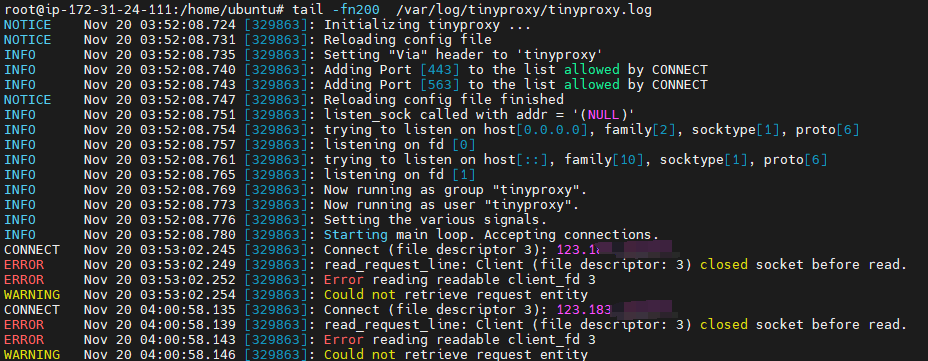 root@ip-172-31-24-111:/home/ubuntu# tail -fn200  /var/log/tinyproxy/tinyproxy.log
NOTICE    Nov 20 03:52:08.724 [329863]: Initializing tinyproxy ...
NOTICE    Nov 20 03:52:08.731 [329863]: Reloading config file
INFO      Nov 20 03:52:08.735 [329863]: Setting "Via" header to 'tinyproxy'
INFO      Nov 20 03:52:08.740 [329863]: Adding Port [443] to the list allowed by CONNECT
INFO      Nov 20 03:52:08.743 [329863]: Adding Port [563] to the list allowed by CONNECT
NOTICE    Nov 20 03:52:08.747 [329863]: Reloading config file finished
INFO      Nov 20 03:52:08.751 [329863]: listen_sock called with addr = '(NULL)'
INFO      Nov 20 03:52:08.754 [329863]: trying to listen on host[0.0.0.0], family[2], socktype[1], proto[6]
INFO      Nov 20 03:52:08.757 [329863]: listening on fd [0]
INFO      Nov 20 03:52:08.761 [329863]: trying to listen on host[::], family[10], socktype[1], proto[6]
INFO      Nov 20 03:52:08.765 [329863]: listening on fd [1]
INFO      Nov 20 03:52:08.769 [329863]: Now running as group "tinyproxy".
INFO      Nov 20 03:52:08.773 [329863]: Now running as user "tinyproxy".
INFO      Nov 20 03:52:08.776 [329863]: Setting the various signals.
INFO      Nov 20 03:52:08.780 [329863]: Starting main loop. Accepting connections.
CONNECT   Nov 20 03:53:02.245 [329863]: Connect (file descriptor 3):
ERROR     Nov 20 03:53:02.249 [329863]: read_request_line: Client (file descriptor: 3) closed socket before read.
ERROR     Nov 20 03:53:02.252 [329863]: Error reading readable client_fd 3
WARNING   Nov 20 03:53:02.254 [329863]: Could not retrieve request entity
CONNECT   Nov 20 04:00:58.135 [329863]: Connect (file descriptor 3): 123.183
ERROR     Nov 20 04:00:58.139 [329863]: read_request_line: Client (file descriptor: 3) closed socket before read.
ERROR     Nov 20 04:00:58.143 [329863]: Error reading readable client_fd 3
WARNING   Nov 20 04:00:58.146 [329863]: Could not retrieve request entity